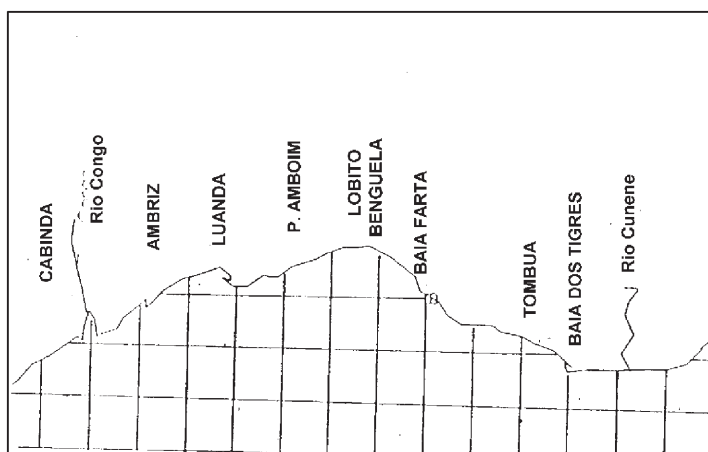 CABINDA
Rio Congo
AMBRIZ
LUANDA
P. AMBOIM
LOBITO
BENGUELA
BAIA FARTA
TOMBUA
BAIA DOS TIGRES
Rio Cunene